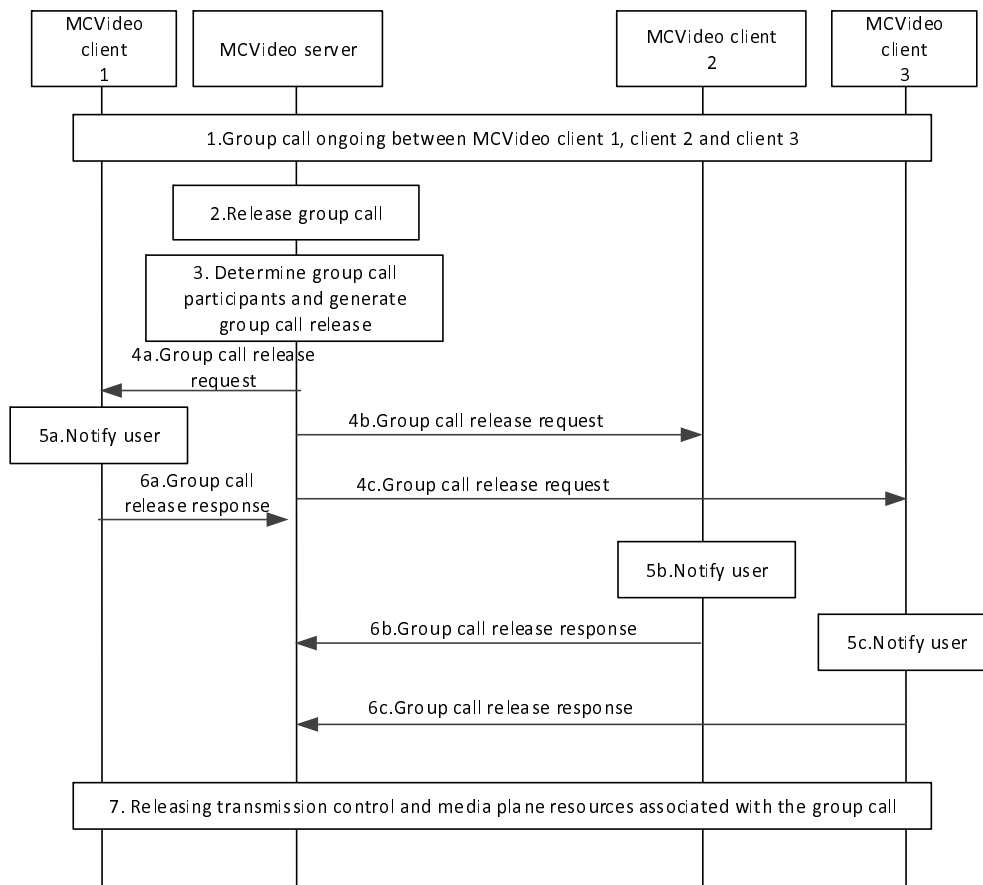 MCVideo
client
1
MCVideo server
MCVideo client
2
MCVideo
client
3
1.Group call ongoing between MCVideo client 1, client 2 and client 3
2.Release group call
3. Determine group call
participants and generate
group call release
4a.Group call release
request
5a.Notify user
4b.Group call release request
6a.Group call
release response
4c.Group call release request
5b.Notify user
6b.Group call release response
5c.Notify user
6c.Group call release response
7. Releasing transmission control and media plane resources associated with the group call